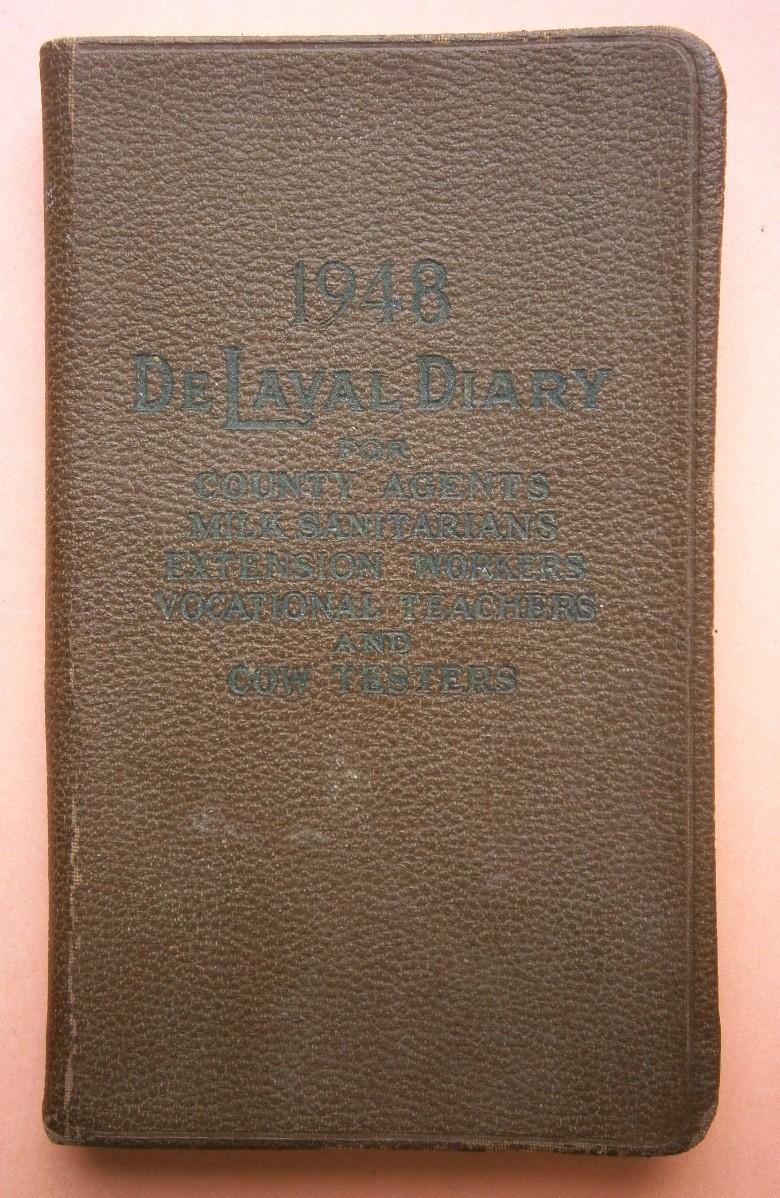 1948
DE LAVAL DIARY
FOR
COUNTY AGENTS
MILK SANITARIANS
EXTENSION WORKERS
VOCATIONAL TEACHERS
AND
COW TESTERS